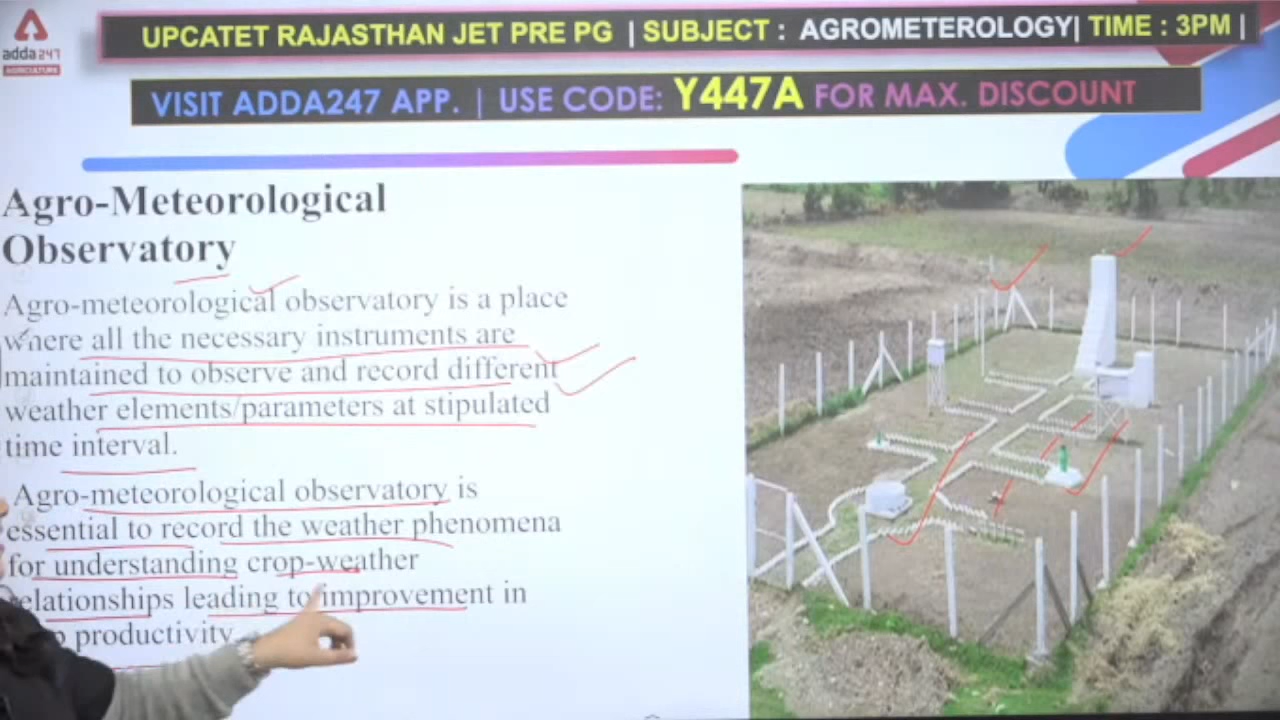 adda247
AGRICULTURE
UPCATET RAJASTHAN JET PRE PG | SUBJECT : AGROMETEROLOGY| TIME : 3PM |
VISIT ADDA247 APP. | USE CODE: Y447A FOR MAX. DISCOUNT
Agro-Meteorological
Observatory
Agro-meteorological observatory is a place
where all the necessary instruments are
maintained to observe and record different
weather elements/parameters at stipulated
time interval.
Agro-meteorological observatory is
essential to record the weather phenomena
for understanding crop-weather
relationships leading to improvement in
productivity